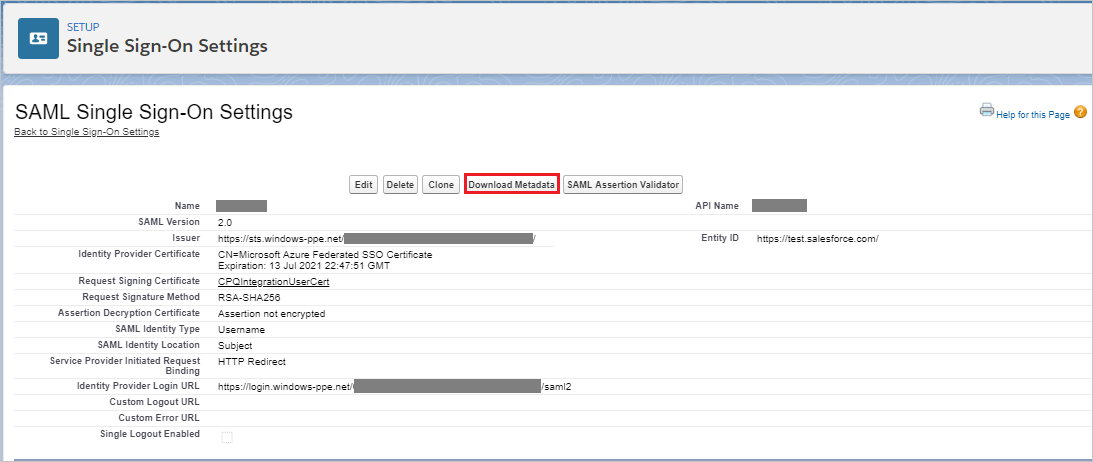 SETUP
Single Sign-On Settings
SAML Single Sign-On Settings
Back to Single Sign-On Settings
Help for this Page ?
Edit Delete Clone Download Metadata SAML Assertion Validator
Name API Name
SAML Version 2.0
Issuer https://sts.windows-ppe.net/ / Entity ID https://test.salesforce.com/
Identity Provider Certificate CN=Microsoft Azure Federated SSO Certificate
Expiration: 13 Jul 2021 22:47:51 GMT
Request Signing Certificate CPQIntegrationUserCert
Request Signature Method RSA-SHA256
Assertion Decryption Certificate Assertion not encrypted
SAML Identity Type Username
SAML Identity Location Subject
Service Provider Initiated Request HTTP Redirect
Binding
Identity Provider Login URL https://login.windows-ppe.net/ /saml2
Custom Logout URL
Custom Error URL
Single Logout Enabled